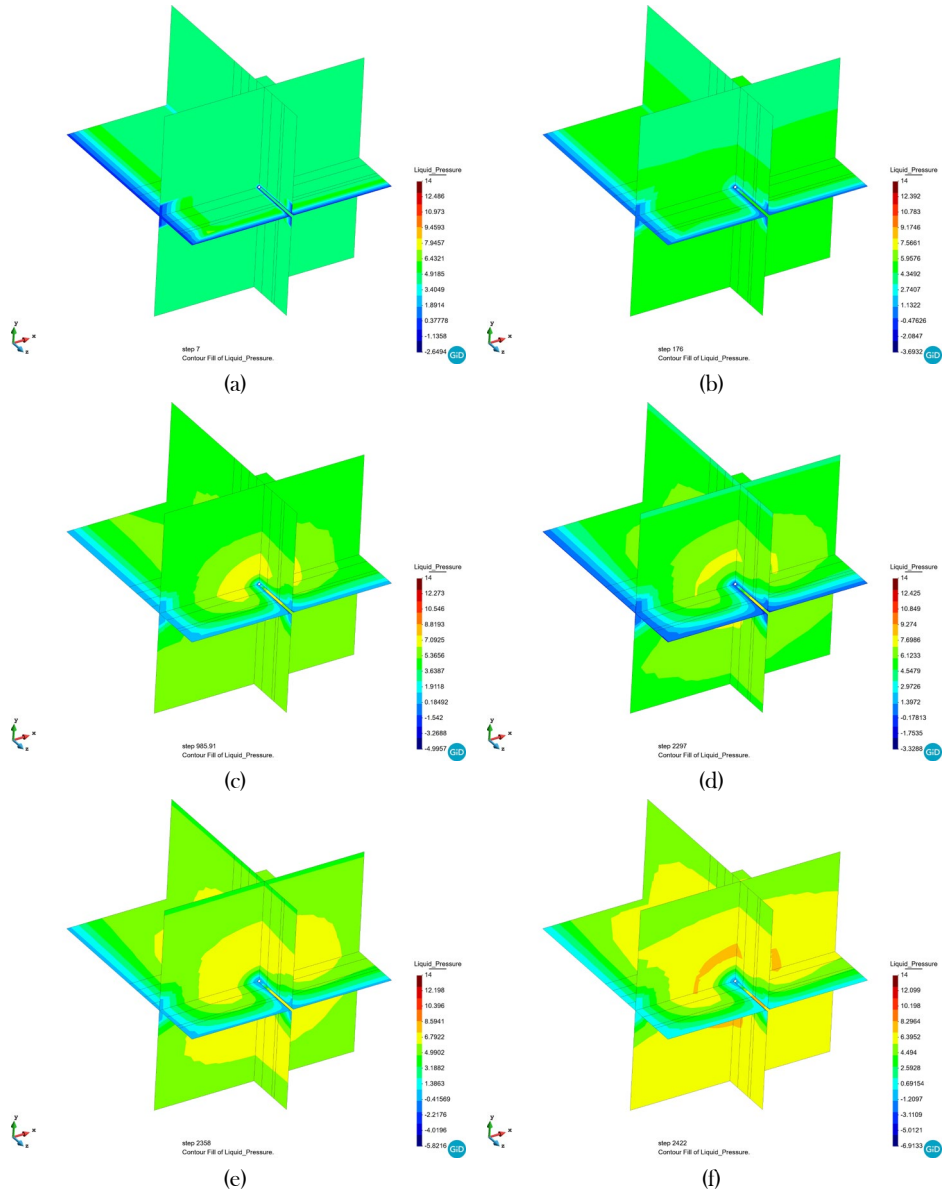 Liquid_Pressure
14
12.486
10.973
9.4593
7.9457
6.4321
4.9185
3.4049
1.8914
0.37778
-1.1358
-2.6494
GiD
y
x
z
step 7
Contour Fill of Liquid_Pressure.
(a)
Liquid_Pressure
14
12.392
10.783
9.1746
7.5661
5.9576
4.3492
2.7407
1.1322
-0.47626
-2.0847
-3.6932
GiD
y
x
z
step 176
Contour Fill of Liquid_Pressure.
(b)
Liquid_Pressure
14
12.273
10.546
8.8193
7.0925
5.3656
3.6387
1.9118
0.18492
-1.542
-3.2688
-4.9957
GiD
y
x
z
step 985.91
Contour Fill of Liquid_Pressure.
(c)
Liquid_Pressure
14
12.425
10.849
9.274
7.6986
6.1233
4.5479
2.9726
1.3972
-0.17813
-1.7535
-3.3288
GiD
y
x
z
step 2297
Contour Fill of Liquid_Pressure.
(d)
Liquid_Pressure
14
12.198
10.396
8.5941
6.7922
4.9902
3.1882
1.3863
-0.41569
-2.2176
-4.0196
-5.8216
GiD
y
x
z
step 2358
Contour Fill of Liquid_Pressure.
(e)
Liquid_Pressure
14
12.099
10.198
8.2964
6.3952
4.494
2.5928
0.69154
-1.2097
-3.1109
-5.0121
-6.9133
GiD
y
x
z
step 2422
Contour Fill of Liquid_Pressure.
(f)